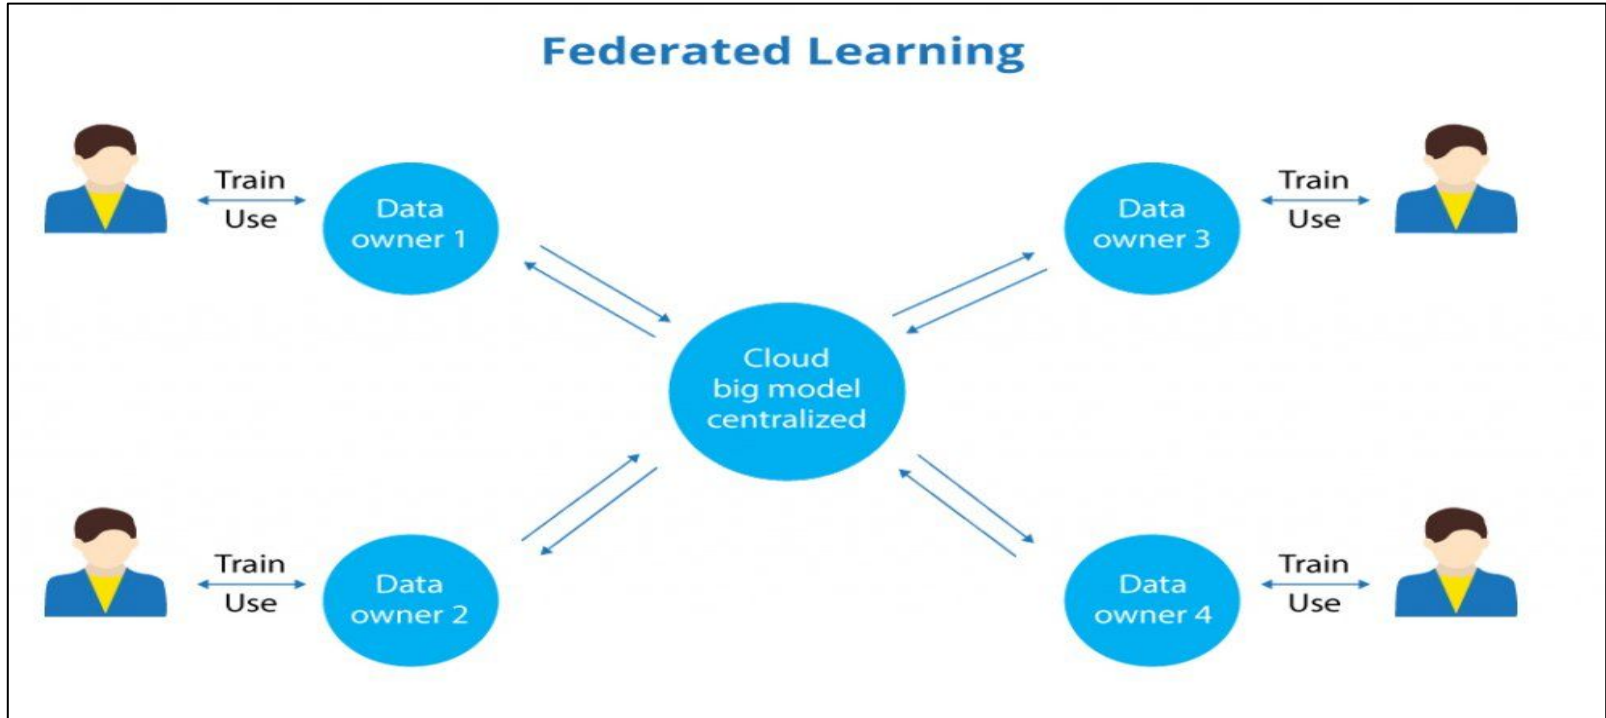 Federated Learning
Train
Use
Data
owner 1
Data
owner 3
Train
Use
Cloud
big model
centralized
Train
Use
Data
owner 2
Data
owner 4
Train
Use